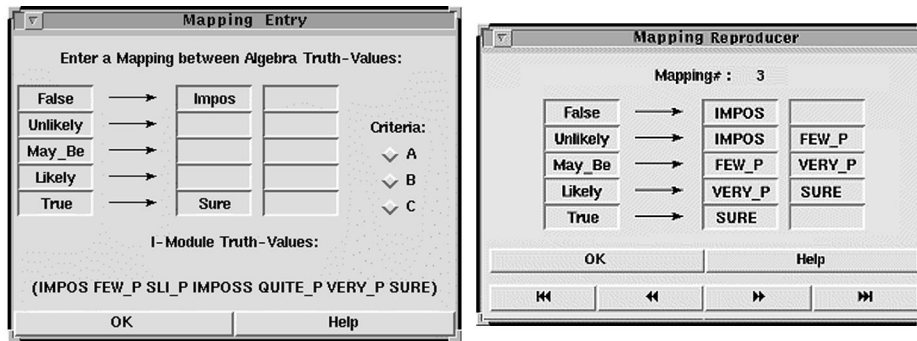 Mapping Entry
Enter a Mapping between Algebra Truth-Values:
False Impos
Unlikely
May_Be
Likely
True Sure
Criteria:
A
B
C
I-Module Truth-Values:
(IMPOS FEW_P SLI_P IMPOSS QUITE_P VERY_P SURE)
OK Help
Mapping Reproducer
Mapping# : 3
False IMPOS
Unlikely IMPOS FEW_P
May_Be FEW_P VERY_P
Likely VERY_P SURE
True SURE
OK Help